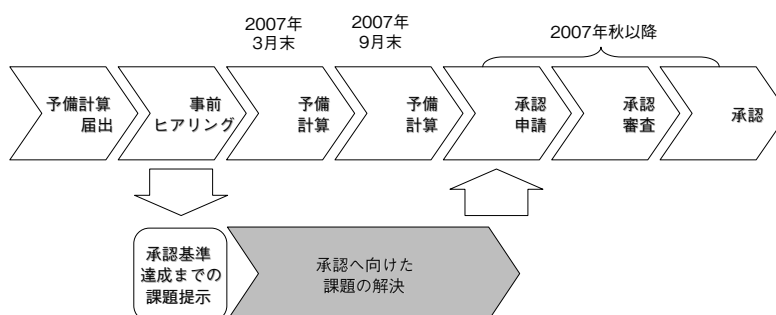 2007年
3月末
2007年
9月末
2007年秋以降
予備計算
届出
事前
ヒアリング
予備
計算
予備
計算
承認
申請
承認
審査
承認
承認基準
達成までの
課題提示
承認へ向けた
課題の解決